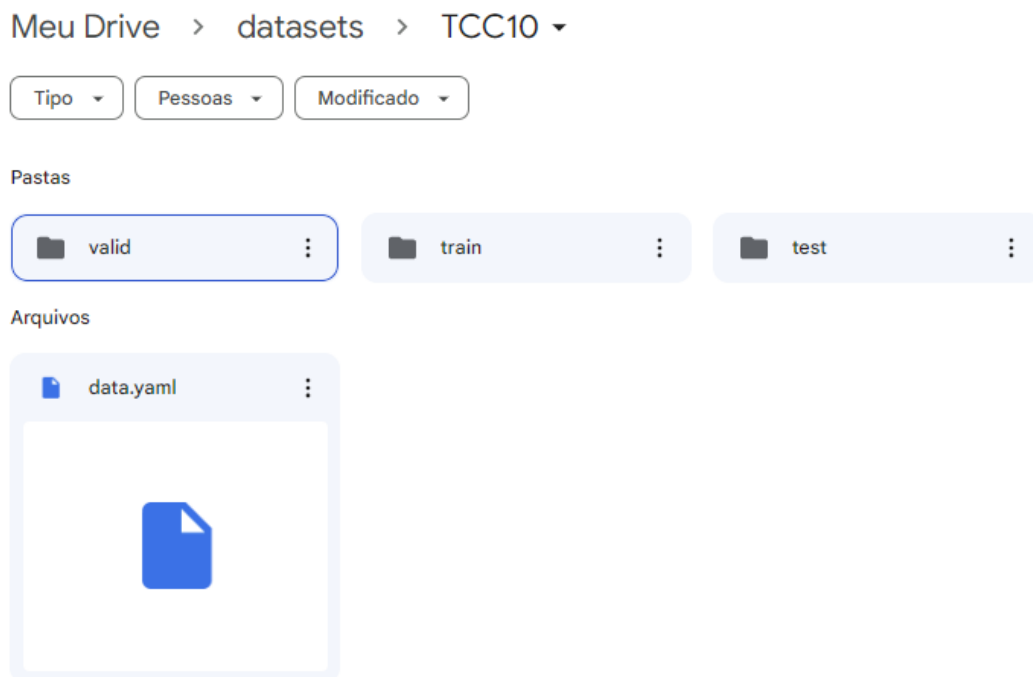 Meu Drive > datasets > TCC10
Tipo Pessoas Modificado
Pastas
valid train test
Arquivos
data.yaml